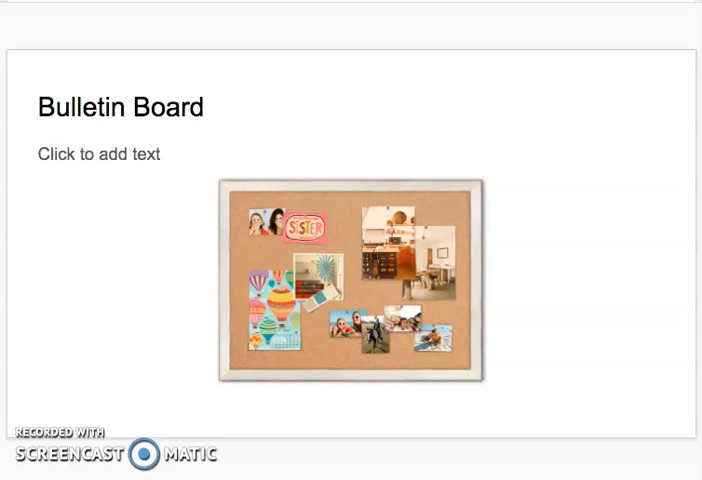 Bulletin Board
Click to add text
SISTER
RECORDED WITH
SCREENCAST MATIC